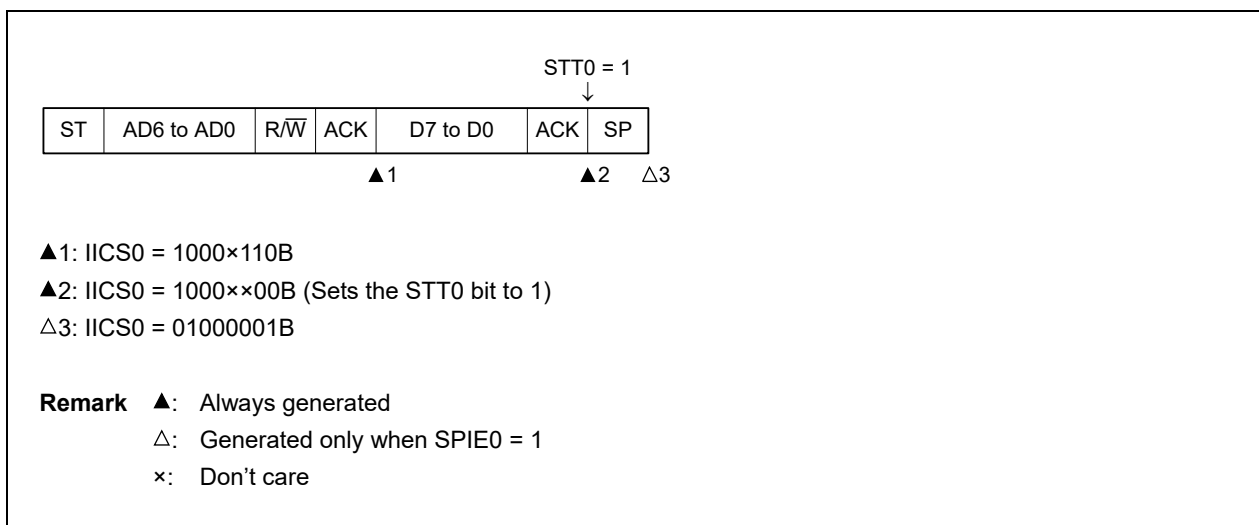 STT0 = 1
↓
ST AD6 to AD0 R/W̅ ACK D7 to D0 ACK SP
▲1 ▲2 △3
▲1: IICS0 = 1000×110B
▲2: IICS0 = 1000××00B (Sets the STT0 bit to 1)
△3: IICS0 = 01000001B
Remark ▲: Always generated
△: Generated only when SPIE0 = 1
×: Don't care